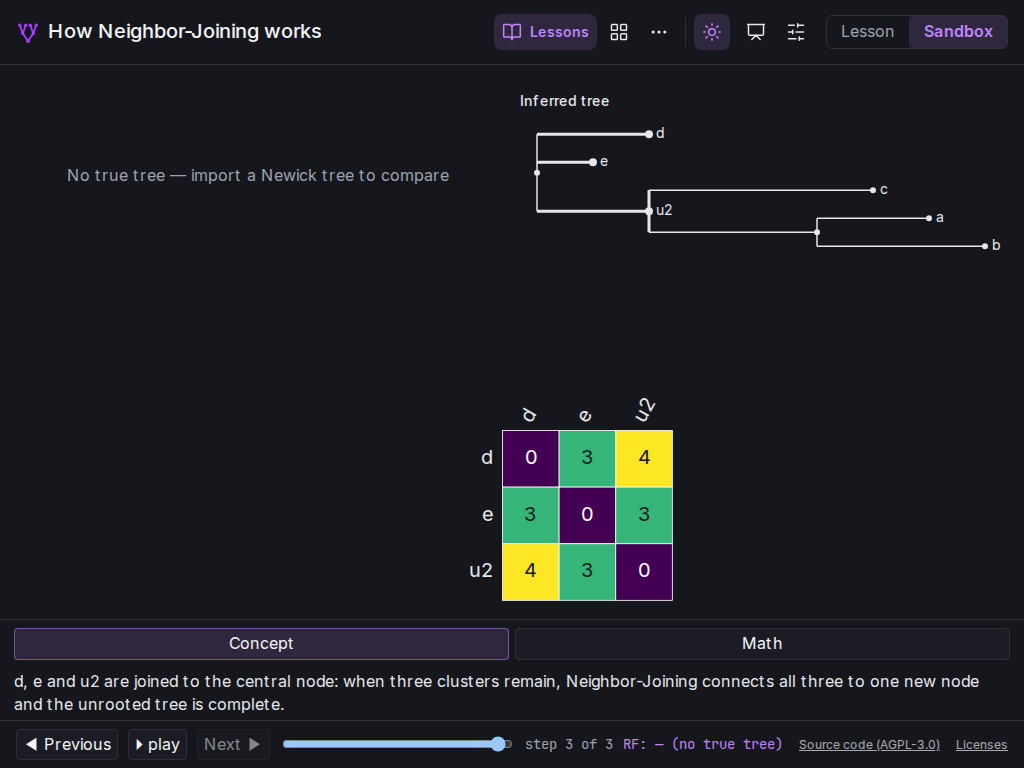 How Neighbor-Joining works
Lessons
Lesson
Sandbox
Inferred tree
No true tree — import a Newick tree to compare
d
e
c
u2
a
b
d e u2
d 0 3 4
e 3 0 3
u2 4 3 0
Concept
Math
d, e and u2 are joined to the central node: when three clusters remain, Neighbor-Joining connects all three to one new node
and the unrooted tree is complete.
Previous
play
Next
step 3 of 3
RF: — (no true tree)
Source code (AGPL-3.0)
Licenses